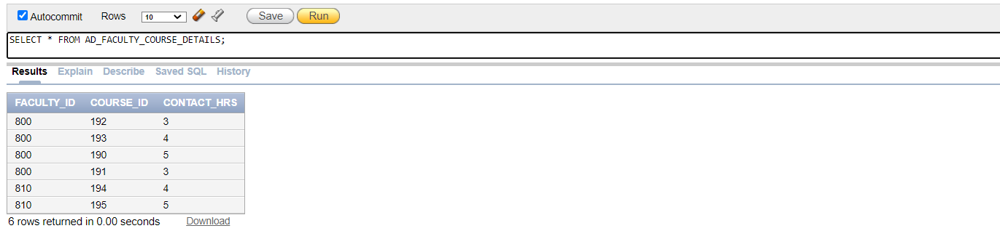 Autocommit Rows 10 Save Run
SELECT * FROM AD_FACULTY_COURSE_DETAILS;
Results Explain Describe Saved SQL History
FACULTY_ID COURSE_ID CONTACT_HRS
800 192 3
800 193 4
800 190 5
800 191 3
810 194 4
810 195 5
6 rows returned in 0.00 seconds Download